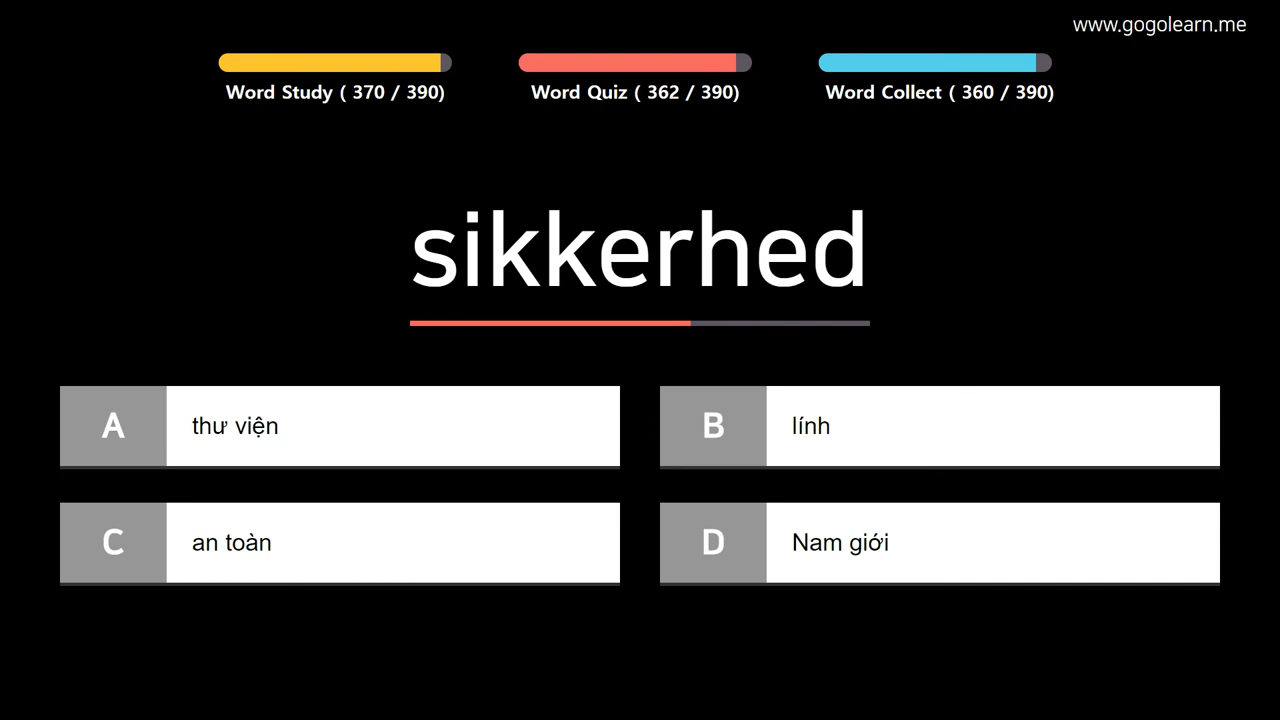 www.gogolearn.me
Word Study ( 370 / 390)
Word Quiz ( 362 / 390)
Word Collect ( 360 / 390)
sikkerhed
A thư viện
B lính
C an toàn
D Nam giới